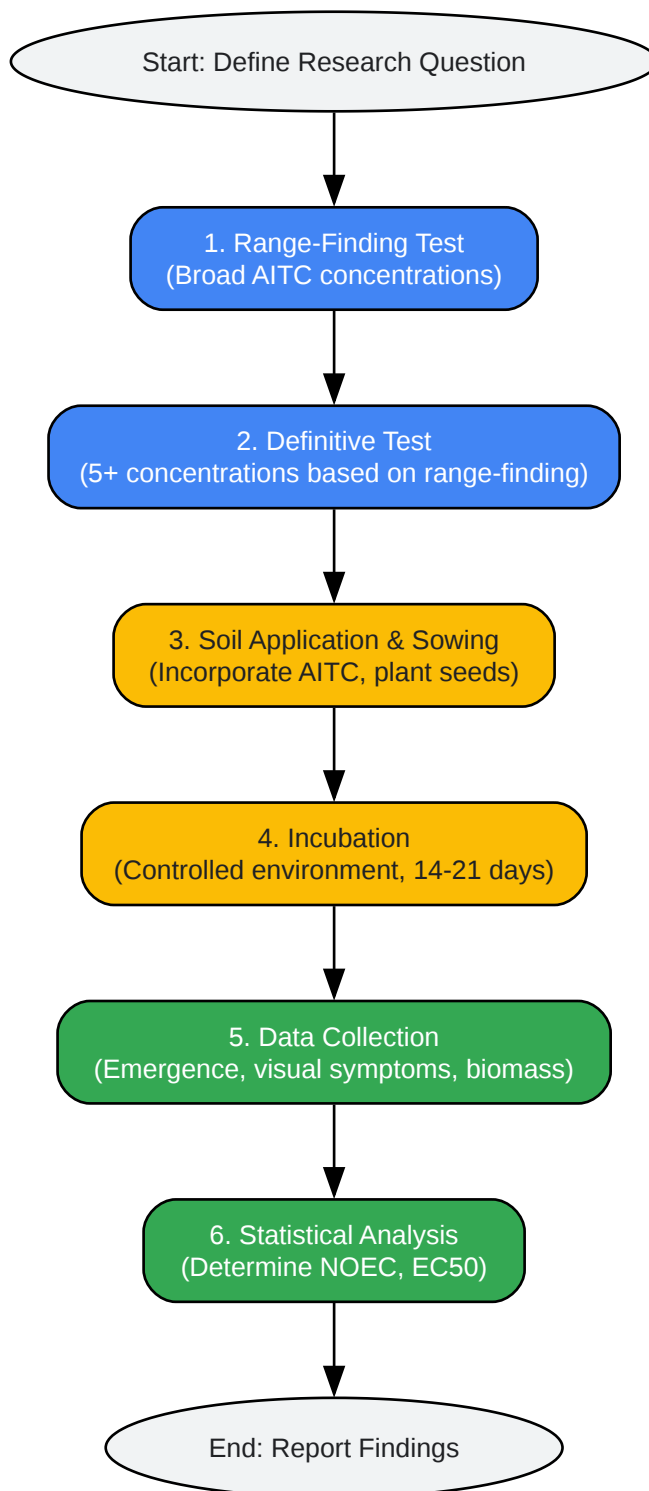 Start: Define Research Question
1. Range-Finding Test
(Broad AITC concentrations)
2. Definitive Test
(5+ concentrations based on range-finding)
3. Soil Application & Sowing
(Incorporate AITC, plant seeds)
4. Incubation
(Controlled environment, 14-21 days)
5. Data Collection
(Emergence, visual symptoms, biomass)
6. Statistical Analysis
(Determine NOEC, EC50)
End: Report Findings